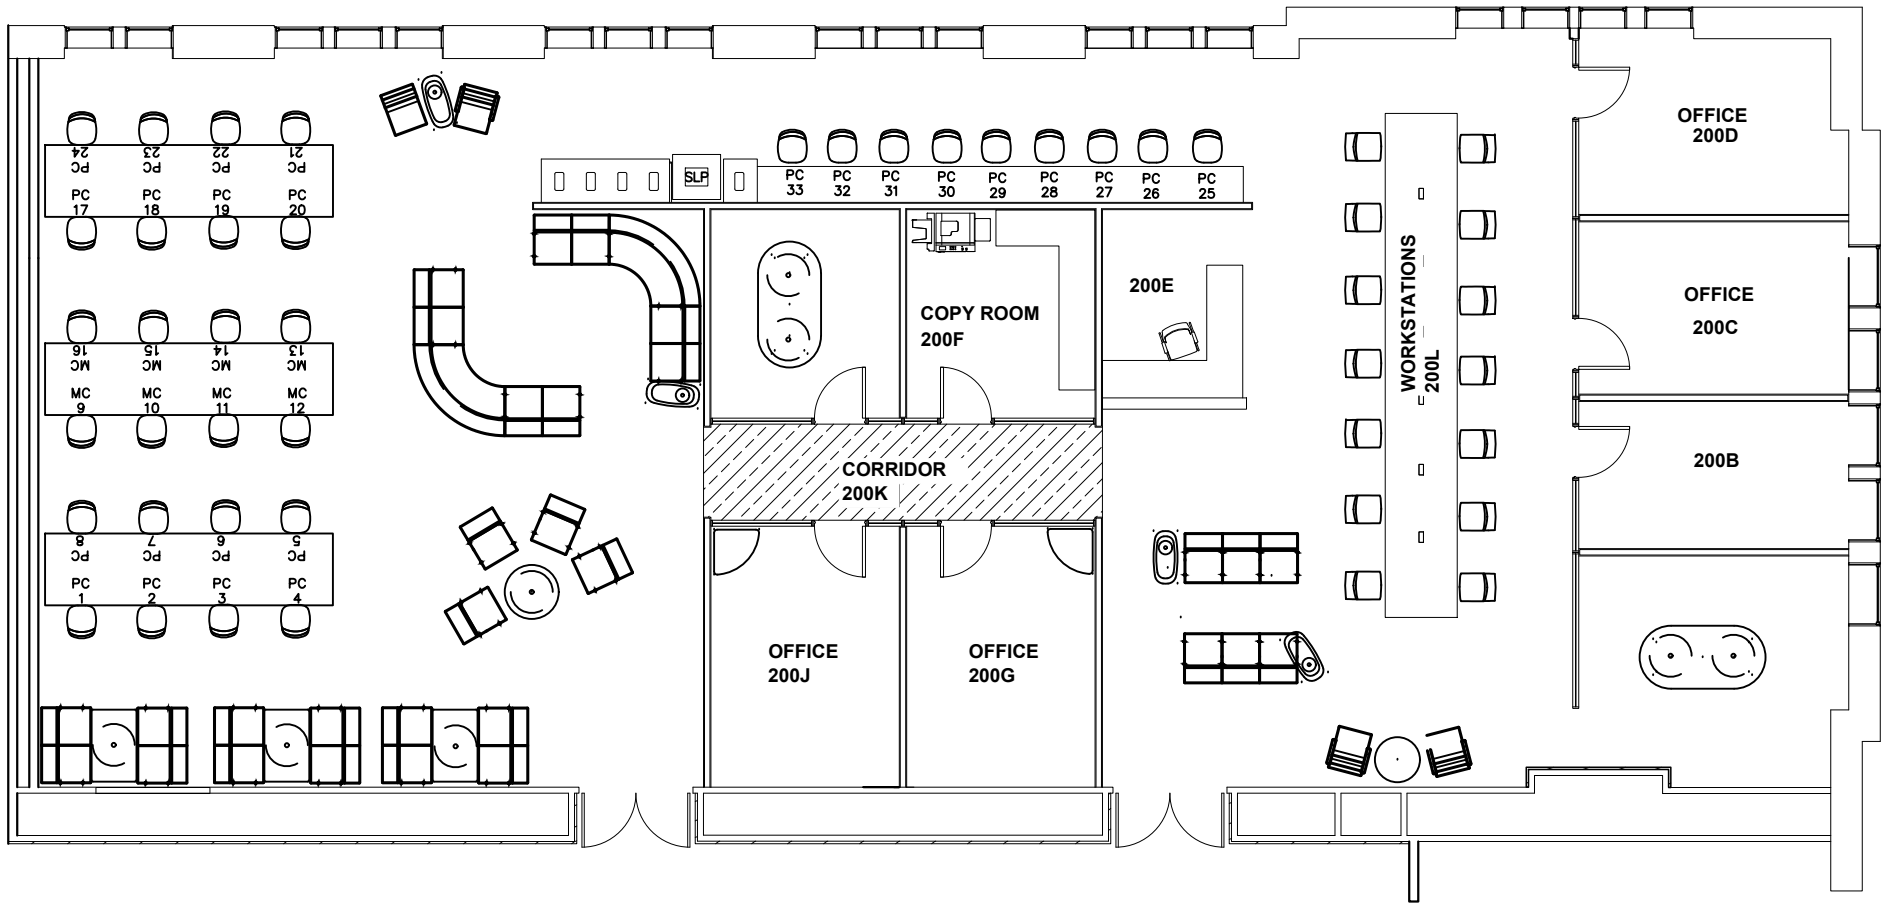 PC 24
PC 23
PC 22
PC 21
PC 17
PC 18
PC 19
PC 20
MC 16
MC 15
MC 14
MC 13
MC 9
MC 10
MC 11
MC 12
PC 8
PC 7
PC 6
PC 5
PC 1
PC 2
PC 3
PC 4
SLP
PC 33
PC 32
PC 31
PC 30
PC 29
PC 28
PC 27
PC 26
PC 25
COPY ROOM
200F
200E
CORRIDOR
200K
OFFICE
200J
OFFICE
200G
WORKSTATIONS
200L
OFFICE
200D
OFFICE
200C
200B